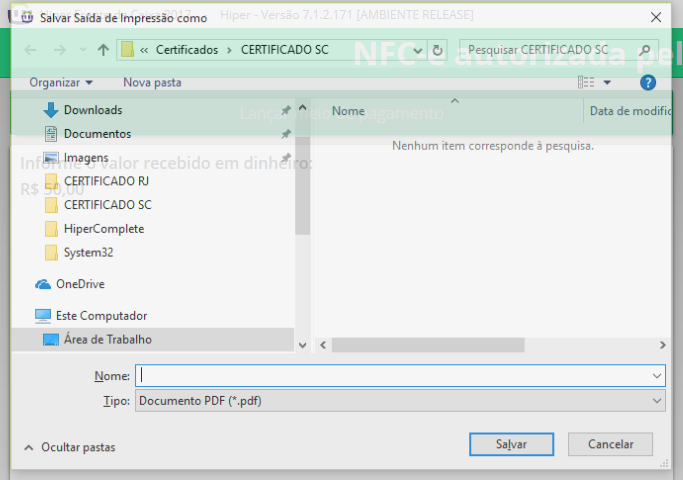 Salvar Saída de Impressão como
Hiper - Versão 7.1.2.171 [AMBIENTE RELEASE]
« Certificados › CERTIFICADO SC
Pesquisar CERTIFICADO SC
NFC-e autorizada pel
Organizar
Nova pasta
Downloads
Documentos
Imagens
CERTIFICADO RJ
CERTIFICADO SC
HiperComplete
System32
OneDrive
Este Computador
Área de Trabalho
Nome
Data de modific
Nenhum item corresponde à pesquisa.
pagamento
Informe o valor recebido em dinheiro:
R$ 50,00
Nome:
Tipo: Documento PDF (*.pdf)
Ocultar pastas
Salvar
Cancelar